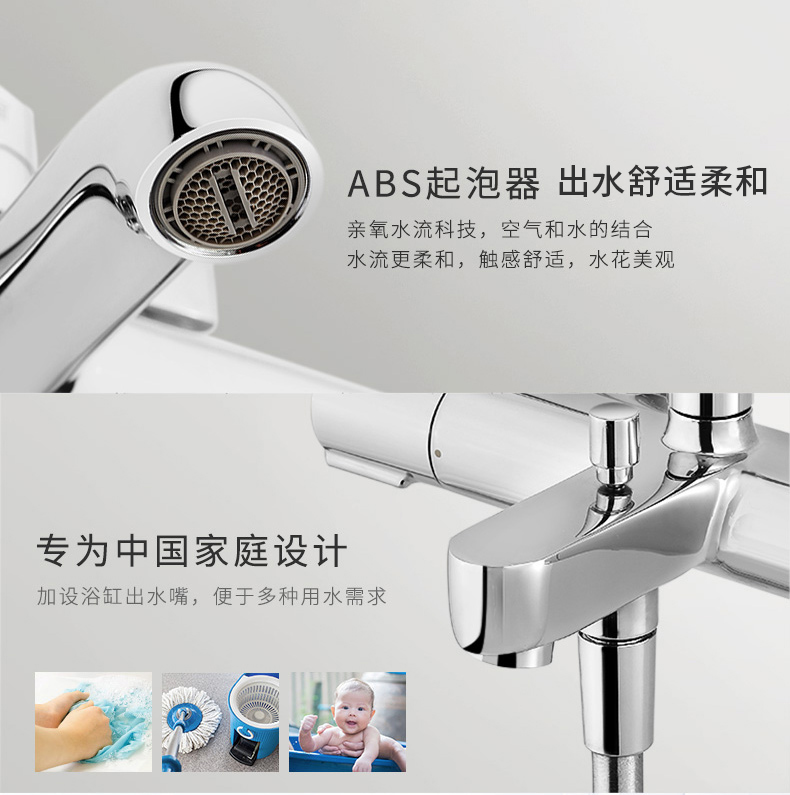 ABS起泡器 出水舒适柔和
亲氧水流科技，空气和水的结合
水流更柔和，触感舒适，水花美观
专为中国家庭设计
加设浴缸出水嘴，便于多种用水需求